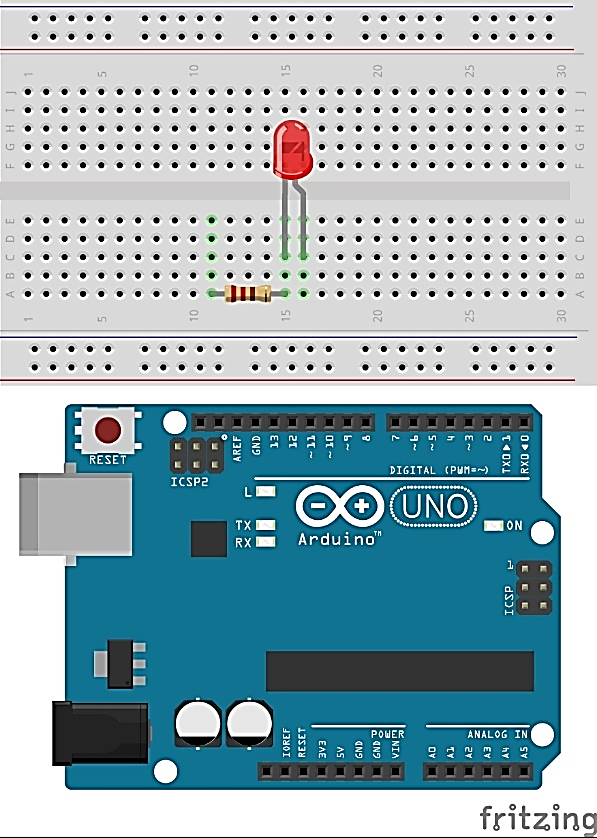 1 5 10 15 20 25 30
J J
I I
H H
G G
F F
E E
D D
C C
B B
A A
1 5 10 15 20 25 30
RESET
ICSP2
AREF
GND
13
12
~11
~10
~9
8
7
~6
~5
4
~3
2
TX0▶1
RX0◀0
DIGITAL (PWM=~)
L
TX
RX
UNO
Arduino™
ON
1
ICSP
POWER
ANALOG IN
IOREF
RESET
3V3
5V
GND
GND
VIN
A0
A1
A2
A3
A4
A5
fritzing